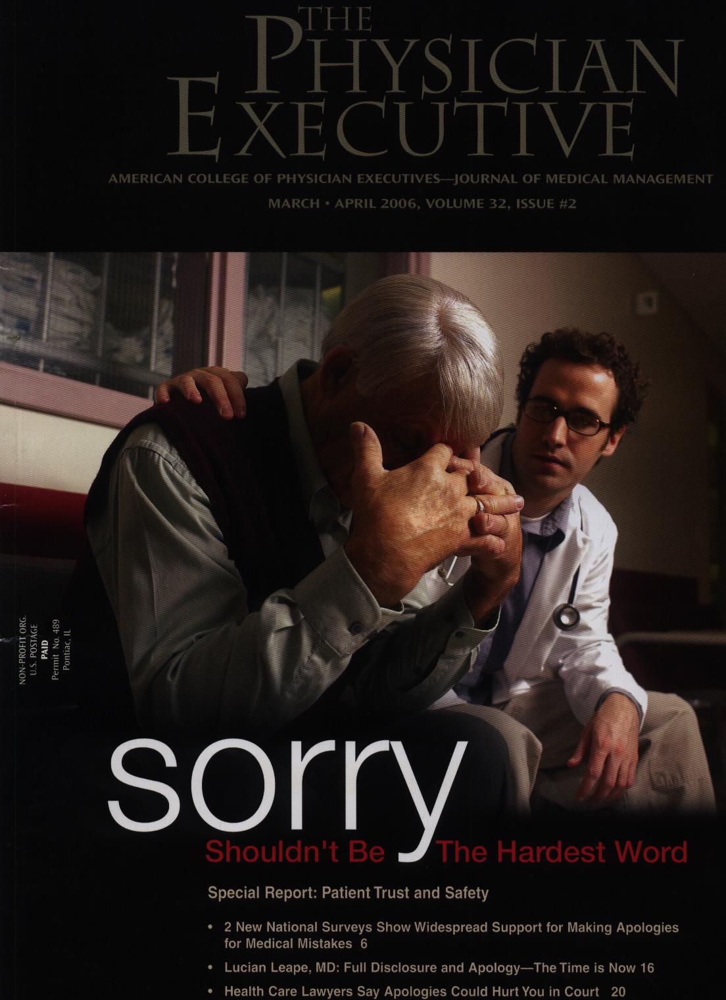 THE
PHYSICIAN
EXECUTIVE
AMERICAN COLLEGE OF PHYSICIAN EXECUTIVES—JOURNAL OF MEDICAL MANAGEMENT
MARCH • APRIL 2006, VOLUME 32, ISSUE #2
NON-PROFIT ORG.
U.S. POSTAGE
PAID
Permit No. 489
Pontiac, IL
sorry
Shouldn't Be The Hardest Word
Special Report: Patient Trust and Safety
• 2 New National Surveys Show Widespread Support for Making Apologies
for Medical Mistakes 6
• Lucian Leape, MD: Full Disclosure and Apology—The Time is Now 16
• Health Care Lawyers Say Apologies Could Hurt You in Court 20